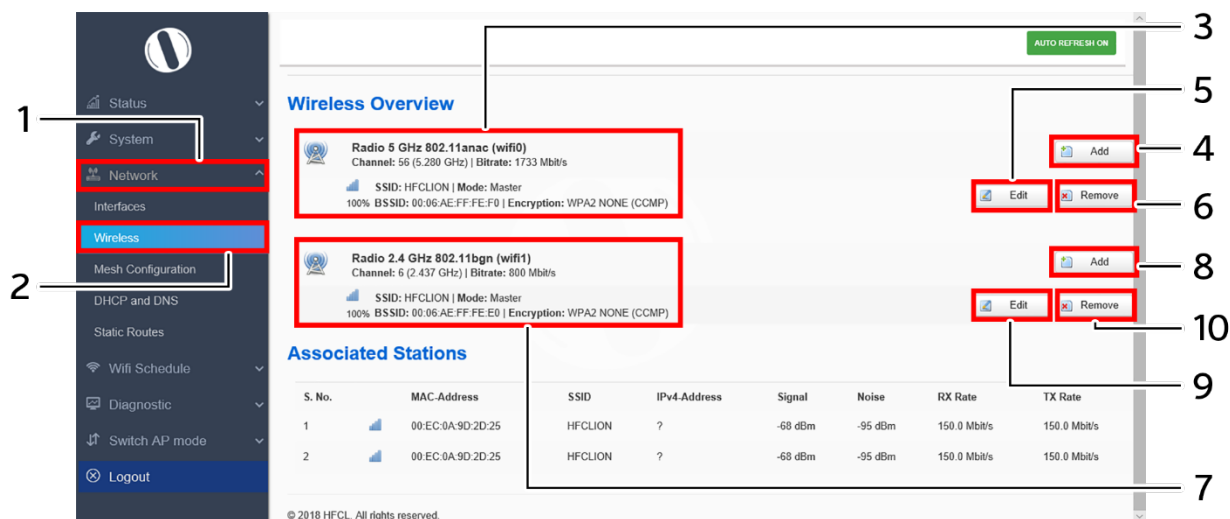 3
AUTO REFRESH ON
Status
Wireless Overview
5
1
System
Radio 5 GHz 802.11anac (wifi0)
Channel: 56 (5.280 GHz) | Bitrate: 1733 Mbit/s
Add
4
Network
SSID: HFCLION | Mode: Master
100% BSSID: 00:06:AE:FF:FE:F0 | Encryption: WPA2 NONE (CCMP)
Edit
Remove
6
Interfaces
Wireless
Radio 2.4 GHz 802.11bgn (wifi1)
Channel: 6 (2.437 GHz) | Bitrate: 800 Mbit/s
Add
8
2
Mesh Configuration
DHCP and DNS
SSID: HFCLION | Mode: Master
100% BSSID: 00:06:AE:FF:FE:E0 | Encryption: WPA2 NONE (CCMP)
Edit
Remove
10
Static Routes
Associated Stations
Wifi Schedule
9
S. No. MAC-Address SSID IPv4-Address Signal Noise RX Rate TX Rate
Diagnostic
1 00:EC:0A:9D:2D:25 HFCLION ? -68 dBm -95 dBm 150.0 Mbit/s 150.0 Mbit/s
Switch AP mode
2 00:EC:0A:9D:2D:25 HFCLION ? -68 dBm -95 dBm 150.0 Mbit/s 150.0 Mbit/s
Logout
7
© 2018 HFCL. All rights reserved.